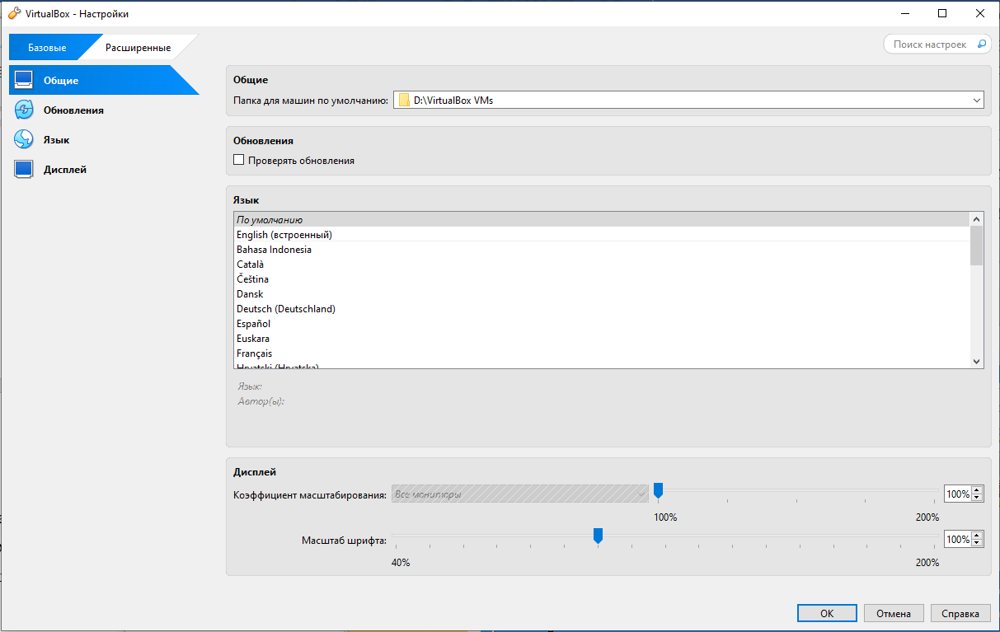 VirtualBox - Настройки
Базовые
Расширенные
Поиск настроек
Общие
Обновления
Язык
Дисплей
Общие
Папка для машин по умолчанию:
D:\VirtualBox VMs
Обновления
Проверять обновления
Язык
По умолчанию
English (встроенный)
Bahasa Indonesia
Català
Čeština
Dansk
Deutsch (Deutschland)
Español
Euskara
Français
Hrvatski (Hrvatska)
Язык:
Автор(ы):
Дисплей
Коэффициент масштабирования:
Все мониторы
100%
100%
200%
Масштаб шрифта:
100%
40%
200%
OK
Отмена
Справка